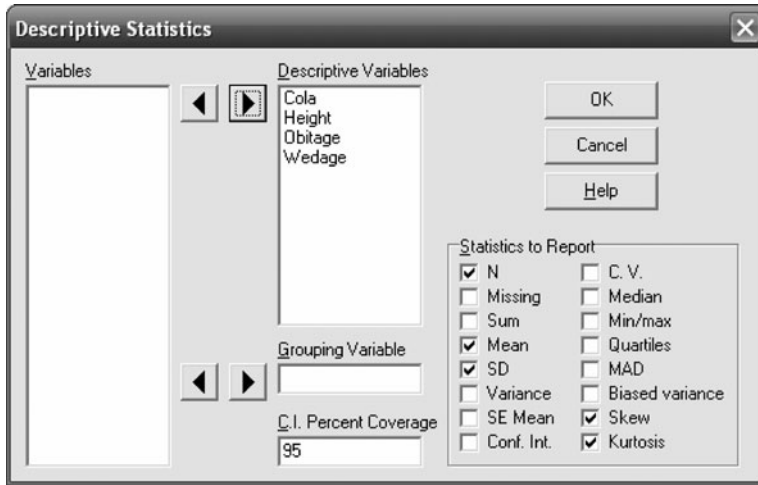 Descriptive Statistics
Variables
Descriptive Variables
Cola
Height
Obitage
Wedage
OK
Cancel
Help
Grouping Variable
C.I. Percent Coverage
95
Statistics to Report
N
C. V.
Missing
Median
Sum
Min/max
Mean
Quartiles
SD
MAD
Variance
Biased variance
SE Mean
Skew
Conf. Int.
Kurtosis